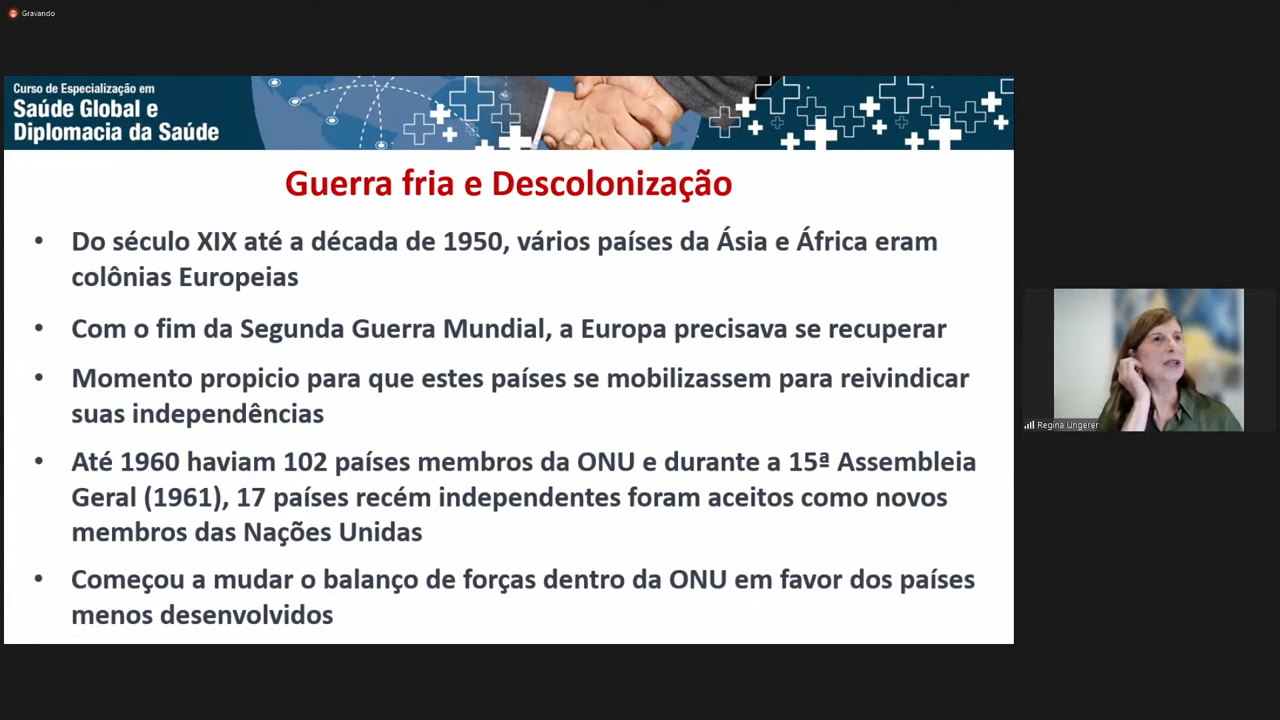 Gravando
Curso de Especialização em
Saúde Global e
Diplomacia da Saúde
Guerra fria e Descolonização
• Do século XIX até a década de 1950, vários países da Ásia e África eram
colônias Europeias
• Com o fim da Segunda Guerra Mundial, a Europa precisava se recuperar
• Momento propicio para que estes países se mobilizassem para reivindicar
suas independências
• Até 1960 haviam 102 países membros da ONU e durante a 15ª Assembleia
Geral (1961), 17 países recém independentes foram aceitos como novos
membros das Nações Unidas
• Começou a mudar o balanço de forças dentro da ONU em favor dos países
menos desenvolvidos
Regina Ungerer